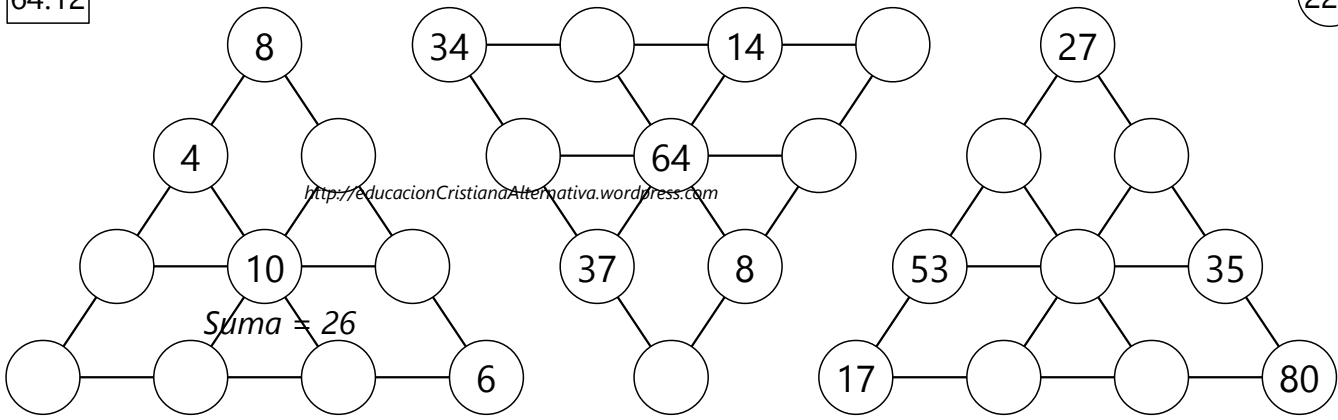 64.12
8 34 14 27
4 64
http://educacionCristianaAlternativa.wordpress.com
10 37 8 53 35
Suma = 26
6 17 80